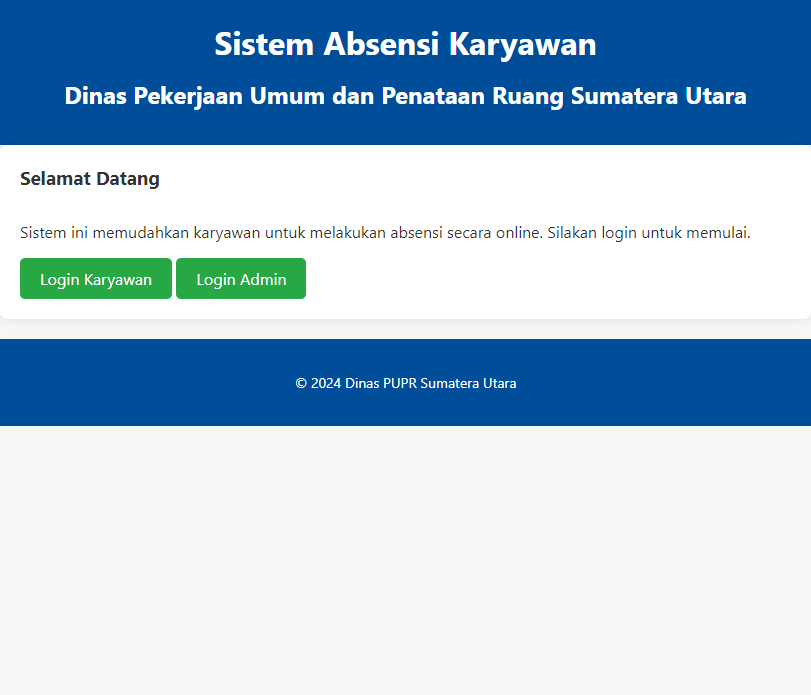 Sistem Absensi Karyawan
Dinas Pekerjaan Umum dan Penataan Ruang Sumatera Utara
Selamat Datang
Sistem ini memudahkan karyawan untuk melakukan absensi secara online. Silakan login untuk memulai.
Login Karyawan Login Admin
© 2024 Dinas PUPR Sumatera Utara